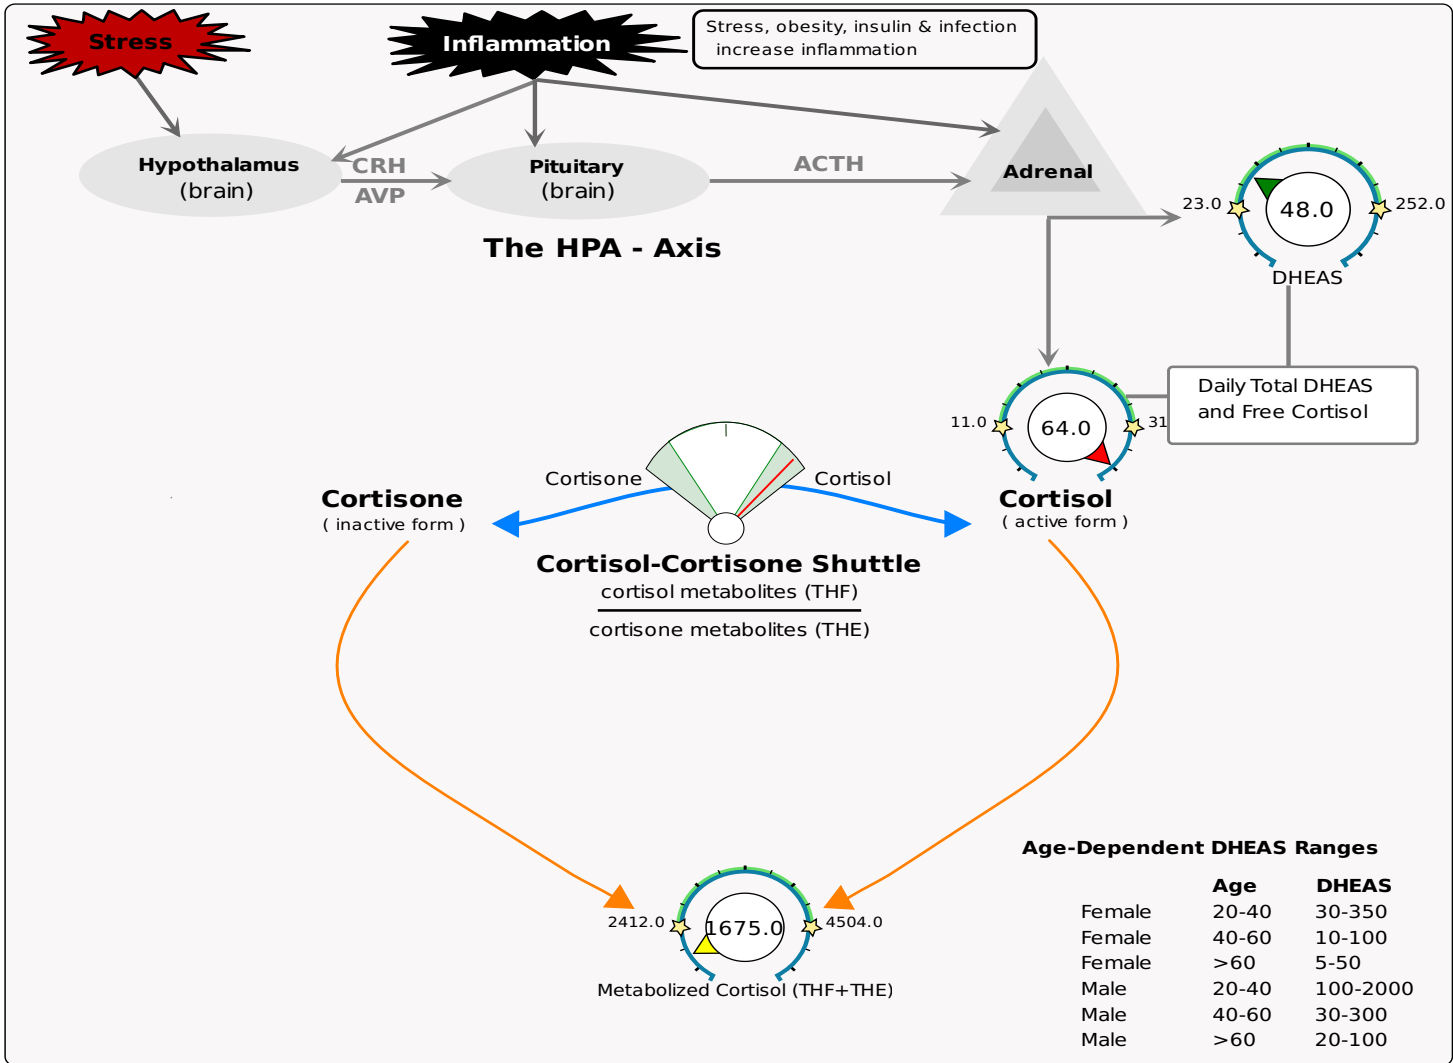 Stress
Inflammation
Stress, obesity, insulin & infection
increase inflammation
Hypothalamus
(brain)
CRH
AVP
Pituitary
(brain)
ACTH
Adrenal
23.0
48.0
252.0
DHEAS
The HPA - Axis
Daily Total DHEAS
and Free Cortisol
11.0
64.0
31
Cortisone
Cortisol
Cortisone
( inactive form )
Cortisol
( active form )
Cortisol-Cortisone Shuttle
cortisol metabolites (THF)
cortisone metabolites (THE)
2412.0
1675.0
4504.0
Metabolized Cortisol (THF+THE)
Age-Dependent DHEAS Ranges
Age DHEAS
Female 20-40 30-350
Female 40-60 10-100
Female >60 5-50
Male 20-40 100-2000
Male 40-60 30-300
Male >60 20-100